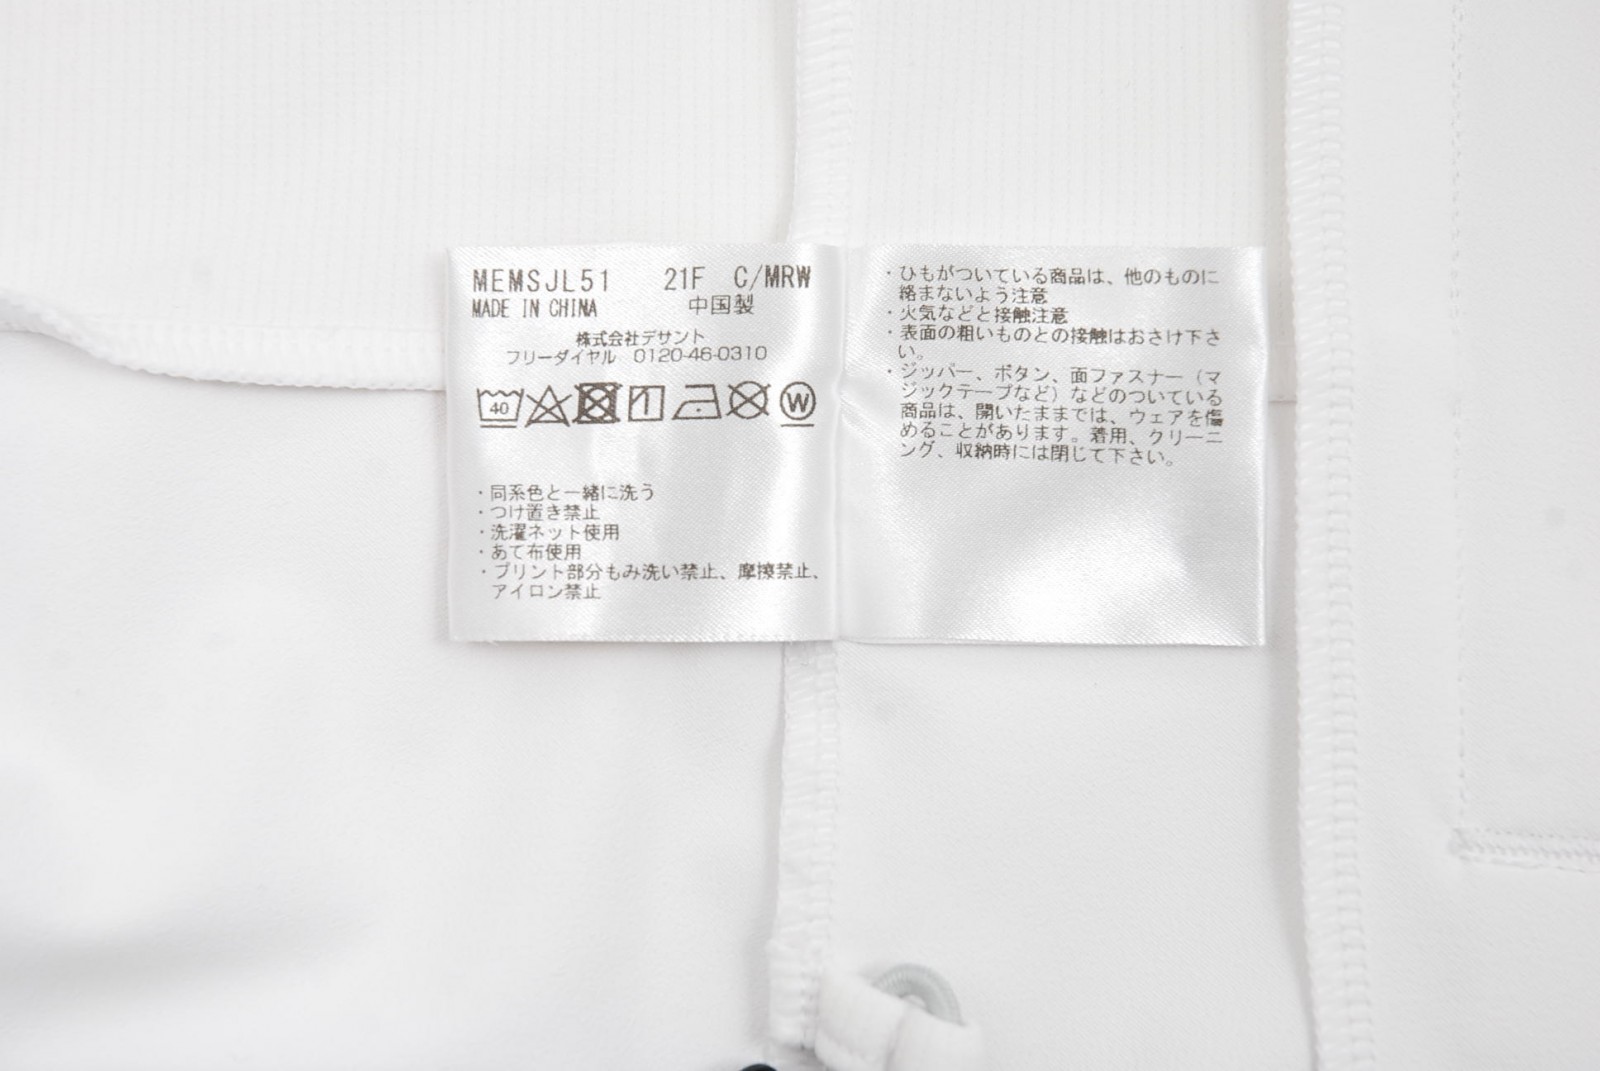 MEMSJL51 21F C/MRW
MADE IN CHINA 中国製
株式会社デサント
フリーダイヤル 0120-46-0310
40 W
・同系色と一緒に洗う
・つけ置き禁止
・洗濯ネット使用
・あて布使用
・プリント部分もみ洗い禁止、摩擦禁止、
アイロン禁止
・ひもがついている商品は、他のものに
絡まないよう注意
・火気などと接触注意
・表面の粗いものとの接触はおさけ下さ
い。
・ジッパー、ボタン、面ファスナー（マ
ジックテープなど）などのついている
商品は、開いたままでは、ウェアを傷
めることがあります。着用、クリーニ
ング、収納時には閉じて下さい。